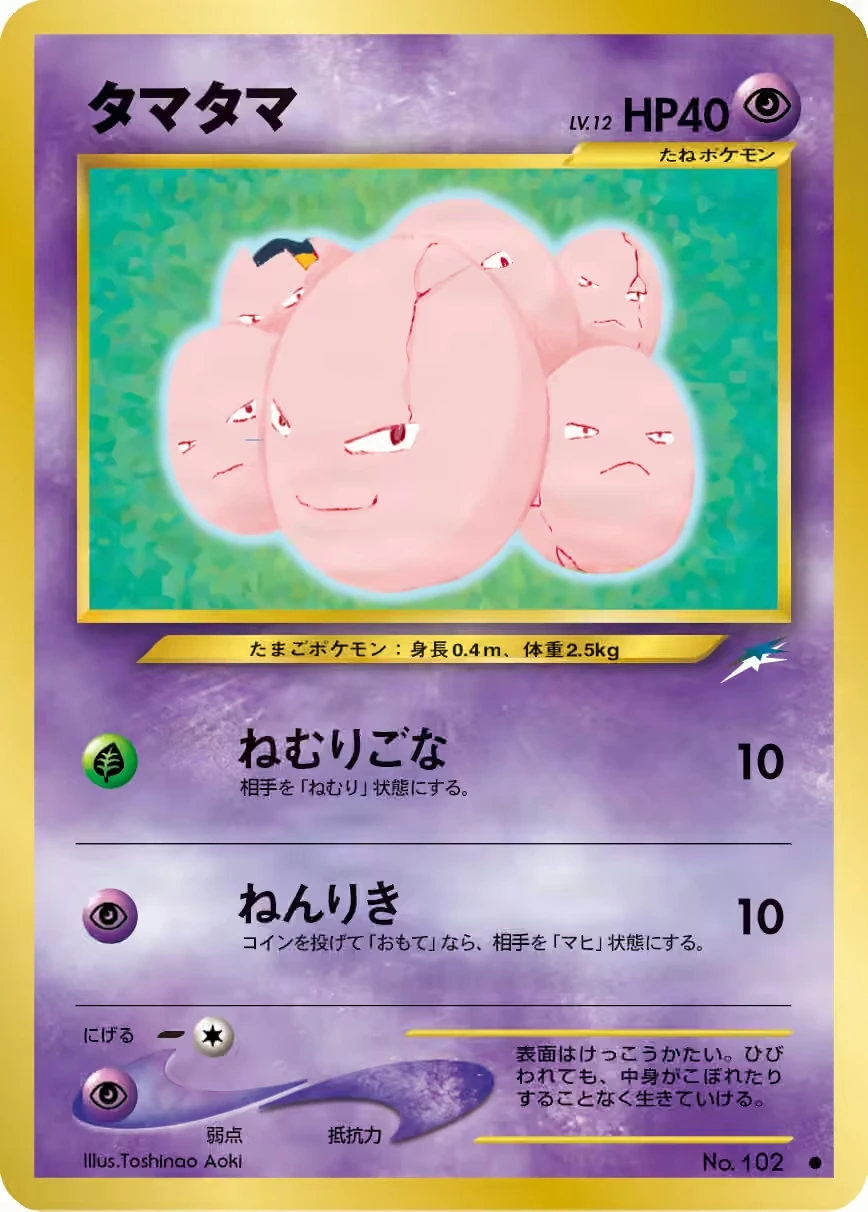 タマタマ
LV.12 HP40
たねポケモン
たまごポケモン：身長0.4m、体重2.5kg
ねむりごな 10
相手を「ねむり」状態にする。
ねんりき 10
コインを投げて「おもて」なら、相手を「マヒ」状態にする。
にげる
弱点
抵抗力
表面はけっこうかたい。ひび
われても、中身がこぼれたり
することなく生きていける。
Illus.Toshinao Aoki
No. 102